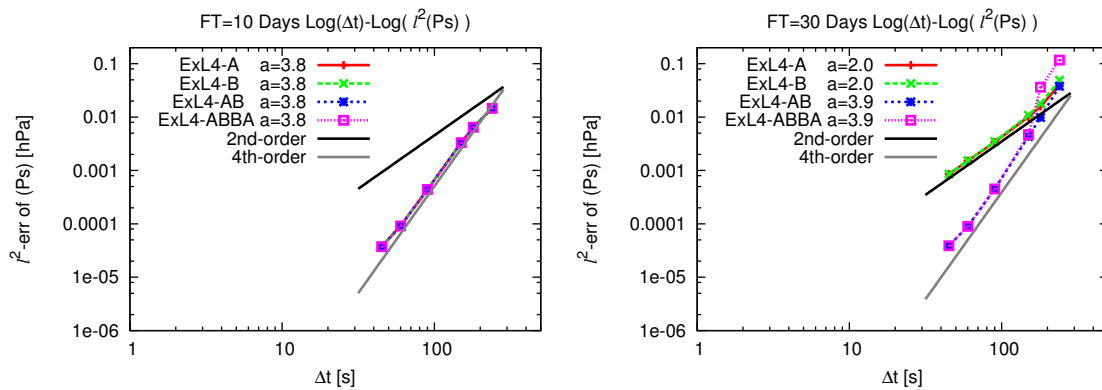 FT=10 Days Log(Δt)-Log( l²(Ps) )
l²-err of (Ps) [hPa]
0.1
0.01
0.001
0.0001
1e-05
1e-06
ExL4-A a=3.8
ExL4-B a=3.8
ExL4-AB a=3.8
ExL4-ABBA a=3.8
2nd-order
4th-order
1
10
100
Δt [s]
FT=30 Days Log(Δt)-Log( l²(Ps) )
l²-err of (Ps) [hPa]
0.1
0.01
0.001
0.0001
1e-05
1e-06
ExL4-A a=2.0
ExL4-B a=2.0
ExL4-AB a=3.9
ExL4-ABBA a=3.9
2nd-order
4th-order
1
10
100
Δt [s]